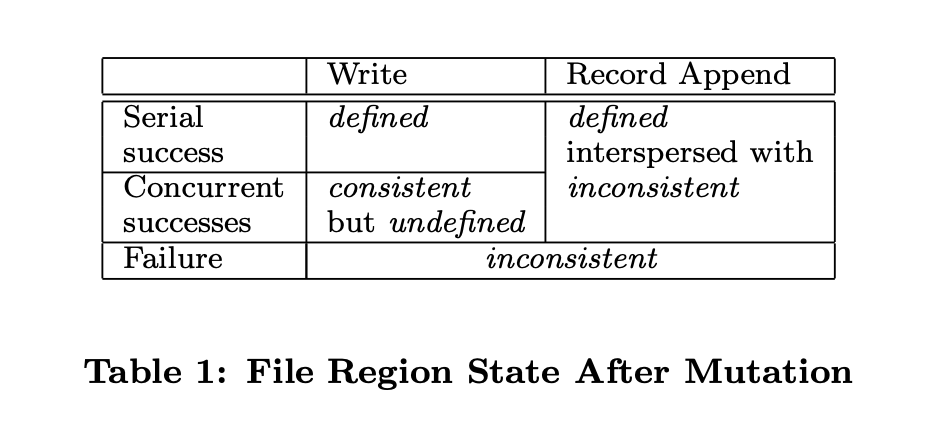 Write Record Append
Serial defined defined
success interspersed with
Concurrent consistent inconsistent
successes but undefined
Failure inconsistent
Table 1: File Region State After Mutation